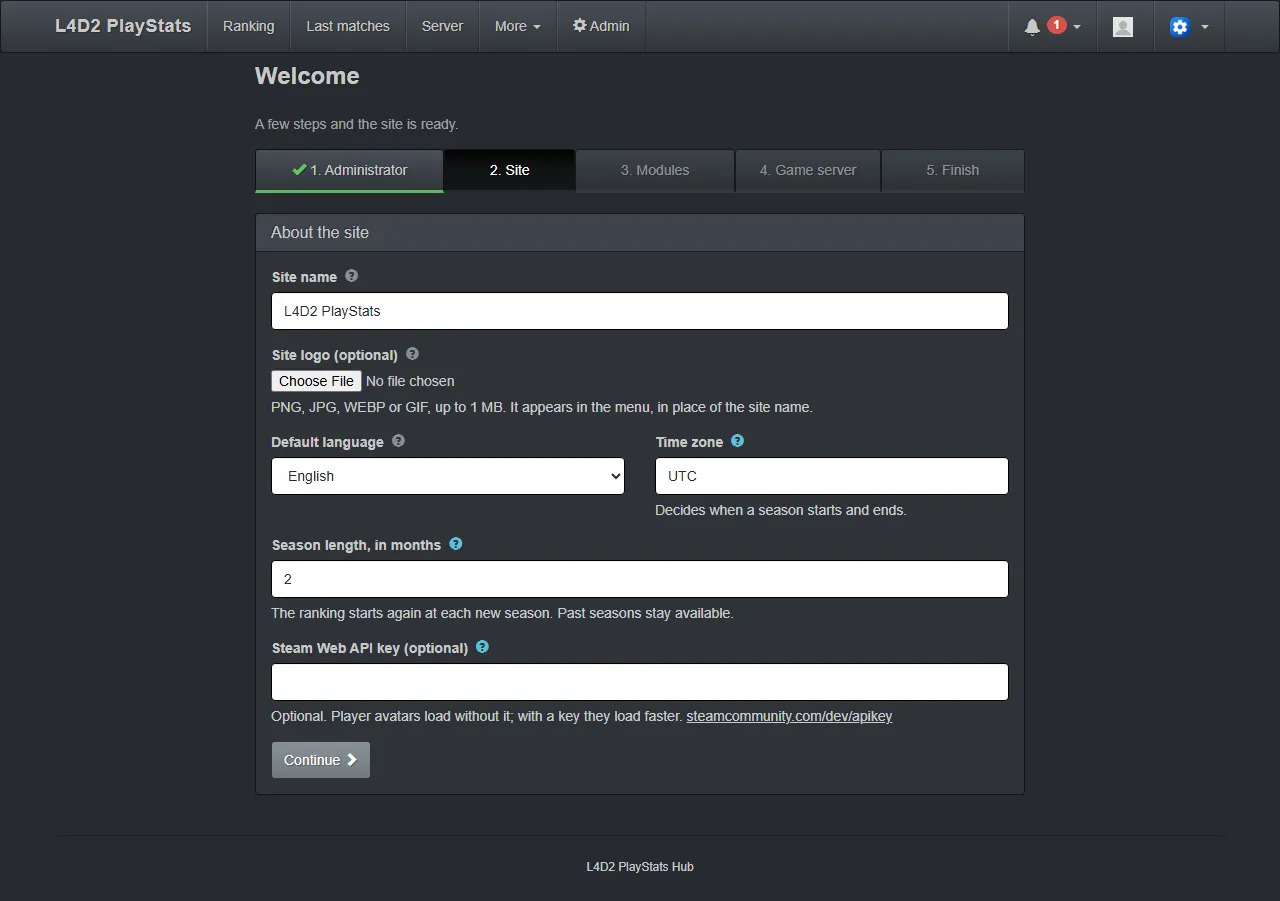 L4D2 PlayStats Ranking Last matches Server More Admin 1
Welcome
A few steps and the site is ready.
1. Administrator 2. Site 3. Modules 4. Game server 5. Finish
About the site
Site name ?
L4D2 PlayStats
Site logo (optional) ?
Choose File No file chosen
PNG, JPG, WEBP or GIF, up to 1 MB. It appears in the menu, in place of the site name.
Default language ? Time zone ?
English UTC
Decides when a season starts and ends.
Season length, in months ?
2
The ranking starts again at each new season. Past seasons stay available.
Steam Web API key (optional) ?
Optional. Player avatars load without it; with a key they load faster. steamcommunity.com/dev/apikey
Continue
L4D2 PlayStats Hub